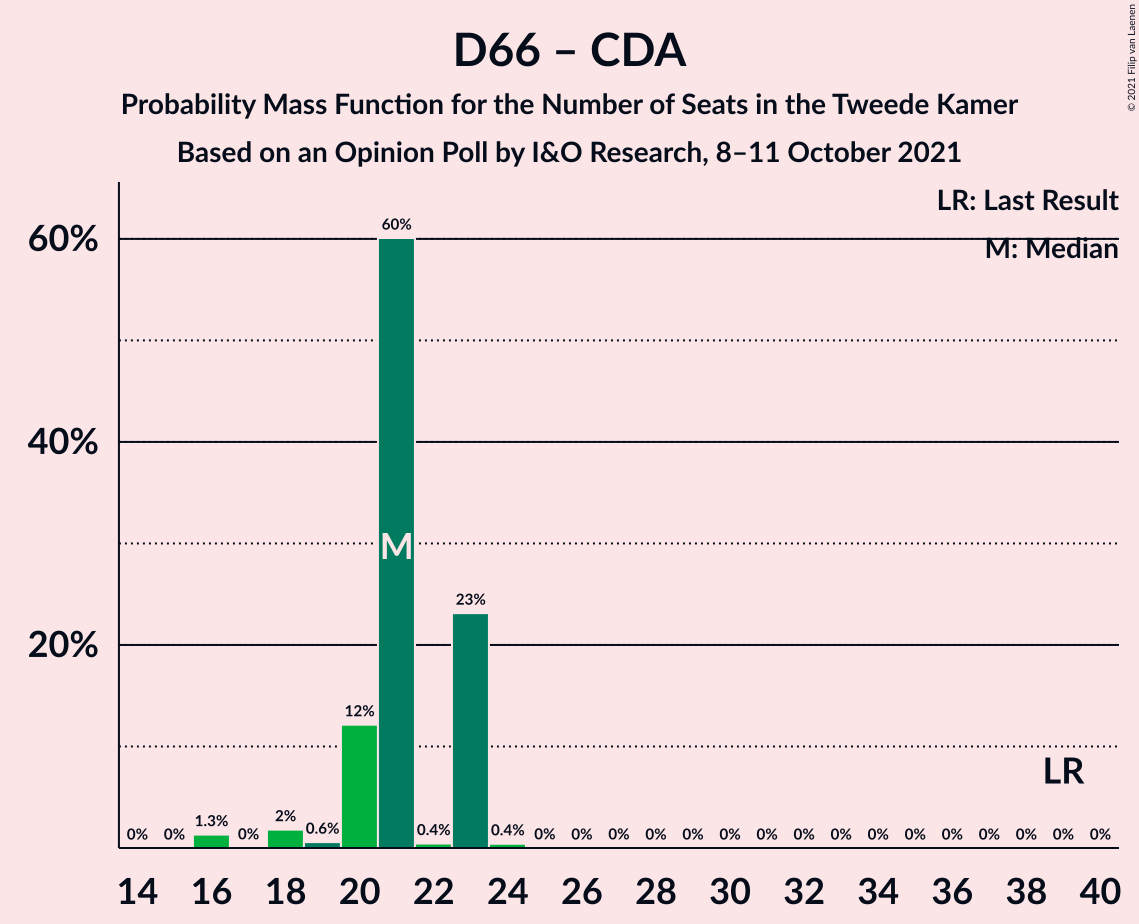 D66 – CDA
Probability Mass Function for the Number of Seats in the Tweede Kamer
Based on an Opinion Poll by I&O Research, 8–11 October 2021
© 2021 Filip van Laenen
LR: Last Result
M: Median
60%
40%
20%
0% 0% 1.3% 0% 2% 0.6% 12% 60% 0.4% 23% 0.4% 0% 0% 0% 0% 0% 0% 0% 0% 0% 0% 0% 0% 0% 0% 0% 0%
M
LR
14 16 18 20 22 24 26 28 30 32 34 36 38 40